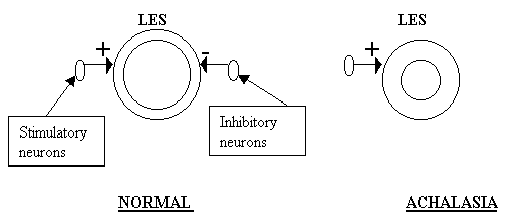 LES
LES
+
-
+
Stimulatory
neurons
Inhibitory
neurons
NORMAL
ACHALASIA